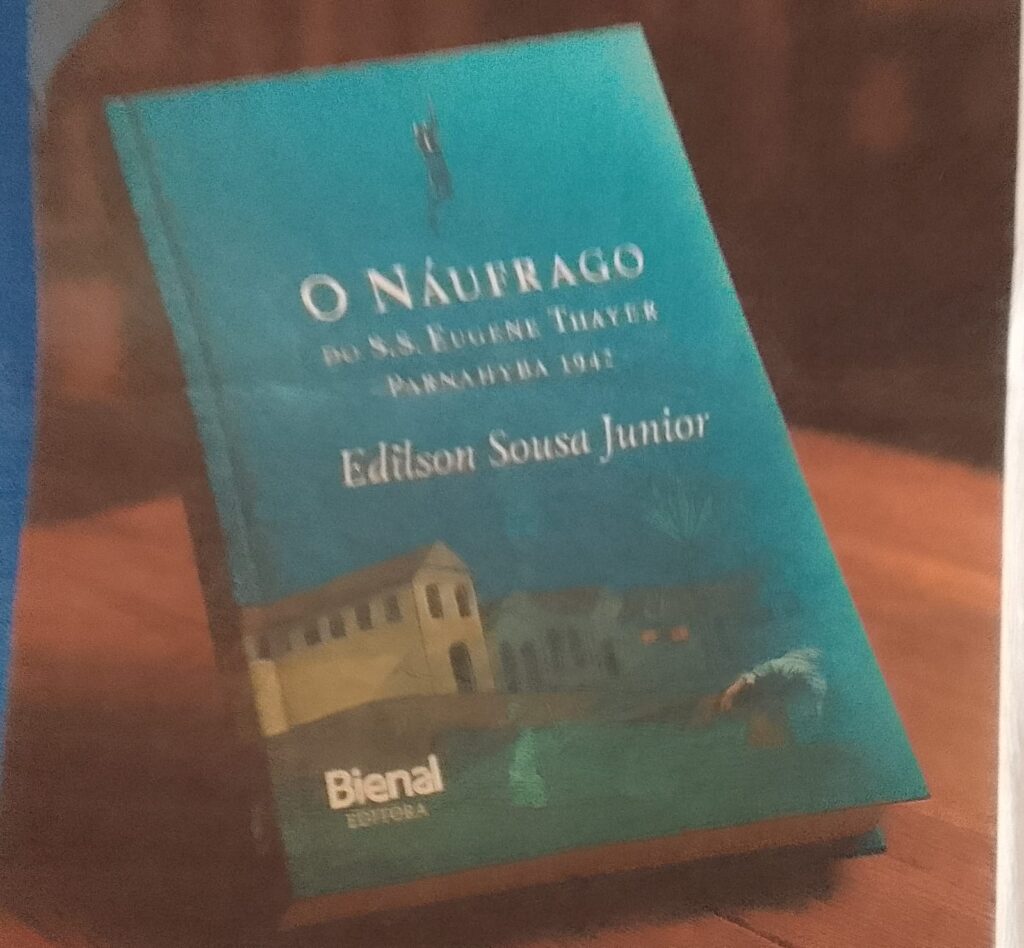 O NÁUFRAGO
DO S.S. EUGENE THAYER
PARNAHYBA 1942
Edilson Sousa Junior
Bienal
EDITORA